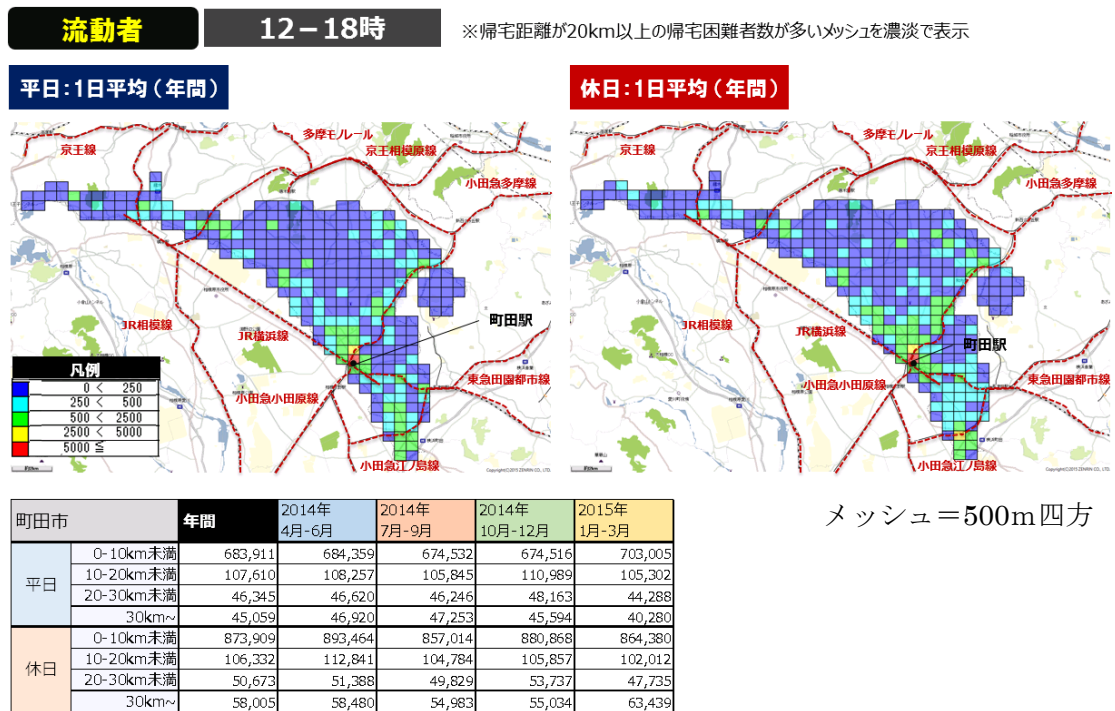 流動者
12－18時
※帰宅距離が20km以上の帰宅困難者数が多いメッシュを濃淡で表示
平日：1日平均（年間）
休日：1日平均（年間）
多摩モノレール
京王線
京王相模原線
小田急多摩線
町田駅
JR相模線
JR横浜線
東急田園都市線
小田急小田原線
小田急江ノ島線
凡例
0 < 250
250 < 500
500 < 2500
2500 < 5000
5000 ≦
Copyright(C)2015 ZENRIN CO., LTD.
多摩モノレール
京王線
京王相模原線
小田急多摩線
町田駅
JR相模線
JR横浜線
東急田園都市線
小田急小田原線
小田急江ノ島線
Copyright(C)2015 ZENRIN CO., LTD.
メッシュ＝500m四方
町田市 年間 2014年4月-6月 2014年7月-9月 2014年10月-12月 2015年1月-3月
平日
0-10km未満 683,911 684,359 674,532 674,516 703,005
10-20km未満 107,610 108,257 105,845 110,989 105,302
20-30km未満 46,345 46,620 46,246 48,163 44,288
30km~ 45,059 46,920 47,253 45,594 40,280
休日
0-10km未満 873,909 893,464 857,014 880,868 864,380
10-20km未満 106,332 112,841 104,784 105,857 102,012
20-30km未満 50,673 51,388 49,829 53,737 47,735
30km~ 58,005 58,480 54,983 55,034 63,439